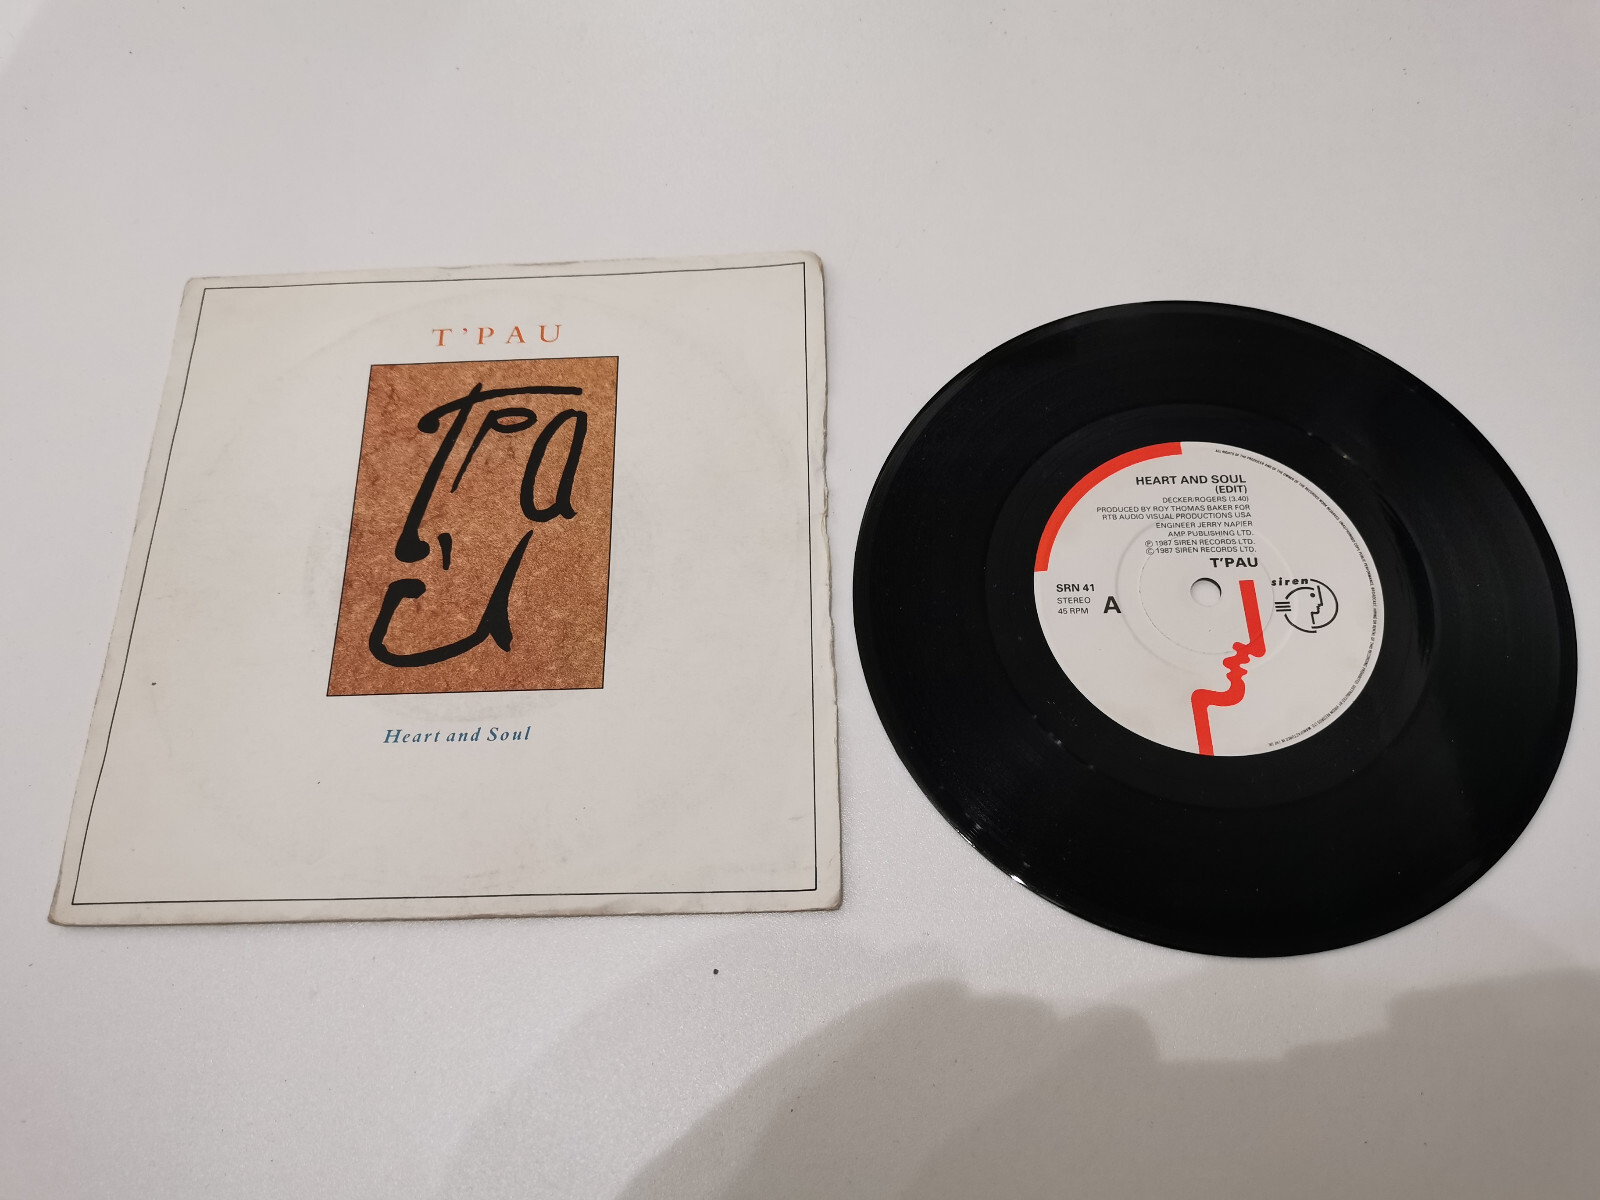 T'PAU
TPA
'U
Heart and Soul
HEART AND SOUL
(EDIT)
DECKER/ROGERS (3.40)
PRODUCED BY ROY THOMAS BAKER FOR
RTB AUDIO VISUAL PRODUCTIONS USA
ENGINEER JERRY NAPIER
AMP PUBLISHING LTD.
Ⓟ 1987 SIREN RECORDS LTD.
© 1987 SIREN RECORDS LTD.
T'PAU
SRN 41
STEREO
45 RPM
A
siren